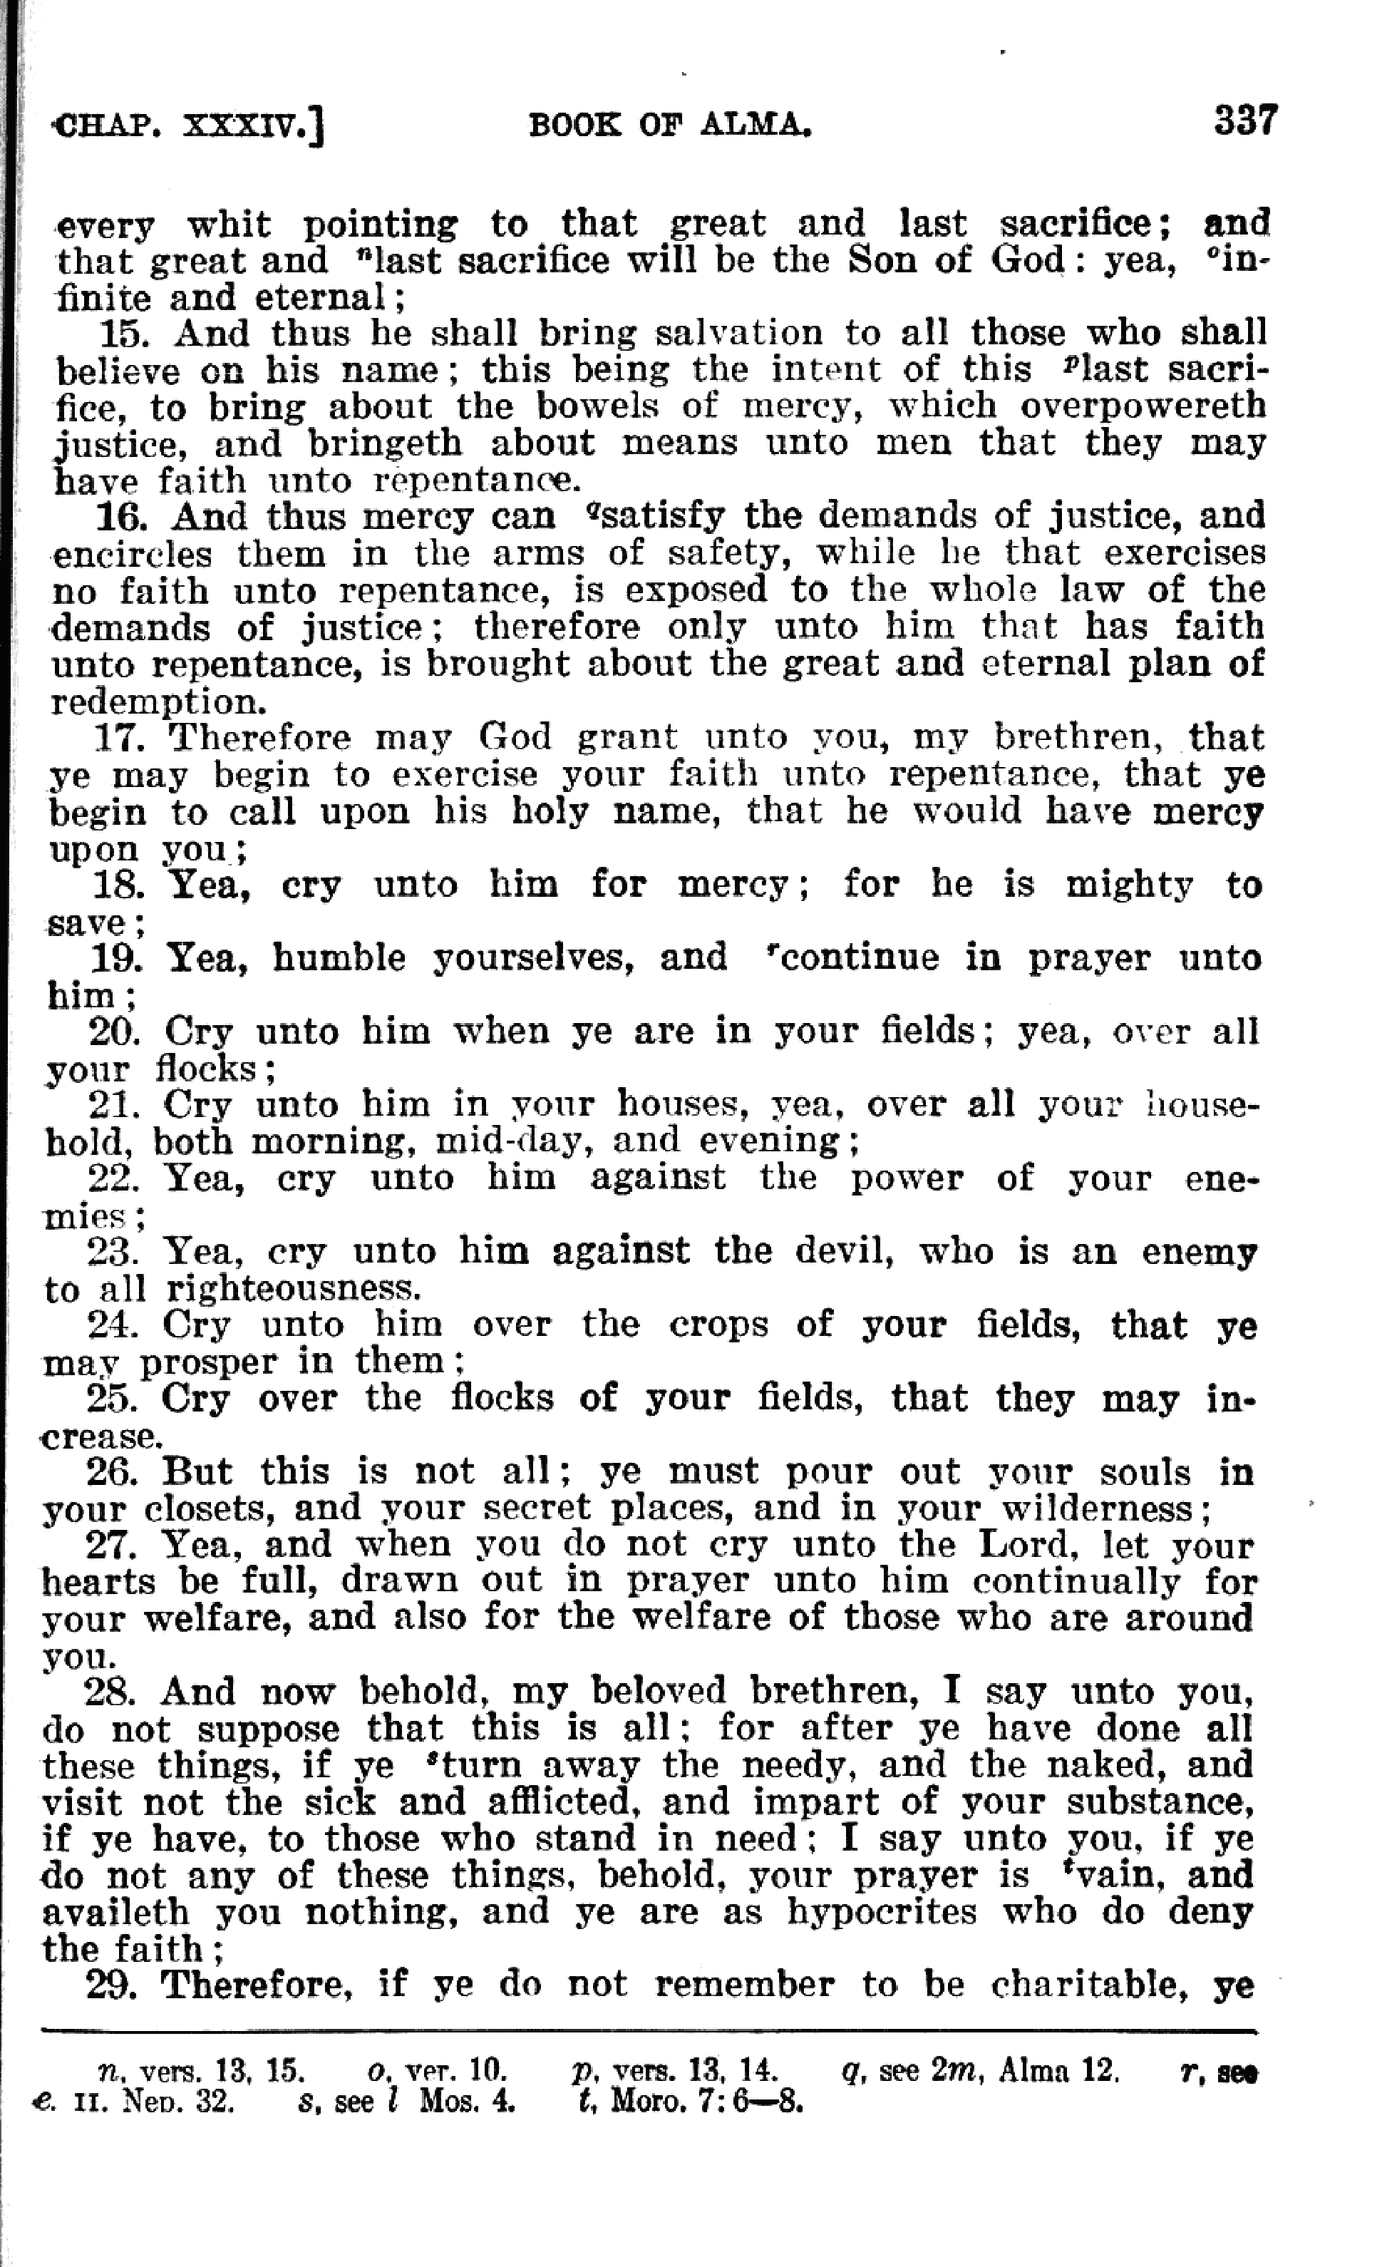 CHAP. XXXIV.] BOOK OF ALMA. 337
every whit pointing to that great and last sacrifice; and
that great and ⁿlast sacrifice will be the Son of God: yea, ᵒin-
finite and eternal;
15. And thus he shall bring salvation to all those who shall
believe on his name; this being the intent of this ᵖlast sacri-
fice, to bring about the bowels of mercy, which overpowereth
justice, and bringeth about means unto men that they may
have faith unto repentance.
16. And thus mercy can qsatisfy the demands of justice, and
encircles them in the arms of safety, while he that exercises
no faith unto repentance, is exposed to the whole law of the
demands of justice; therefore only unto him that has faith
unto repentance, is brought about the great and eternal plan of
redemption.
17. Therefore may God grant unto you, my brethren, that
ye may begin to exercise your faith unto repentance, that ye
begin to call upon his holy name, that he would have mercy
upon you;
18. Yea, cry unto him for mercy; for he is mighty to
save;
19. Yea, humble yourselves, and ʳcontinue in prayer unto
him;
20. Cry unto him when ye are in your fields; yea, over all
your flocks;
21. Cry unto him in your houses, yea, over all your house-
hold, both morning, mid-day, and evening;
22. Yea, cry unto him against the power of your ene-
mies;
23. Yea, cry unto him against the devil, who is an enemy
to all righteousness.
24. Cry unto him over the crops of your fields, that ye
may prosper in them;
25. Cry over the flocks of your fields, that they may in-
crease.
26. But this is not all; ye must pour out your souls in
your closets, and your secret places, and in your wilderness;
27. Yea, and when you do not cry unto the Lord, let your
hearts be full, drawn out in prayer unto him continually for
your welfare, and also for the welfare of those who are around
you.
28. And now behold, my beloved brethren, I say unto you,
do not suppose that this is all; for after ye have done all
these things, if ye ˢturn away the needy, and the naked, and
visit not the sick and afflicted, and impart of your substance,
if ye have, to those who stand in need; I say unto you, if ye
do not any of these things, behold, your prayer is ᵗvain, and
availeth you nothing, and ye are as hypocrites who do deny
the faith;
29. Therefore, if ye do not remember to be charitable, ye
n, vers. 13, 15. o, ver. 10. p, vers. 13, 14. q, see 2m, Alma 12. r, see
e. II. Nep. 32. s, see l Mos. 4. t, Moro. 7:6—8.